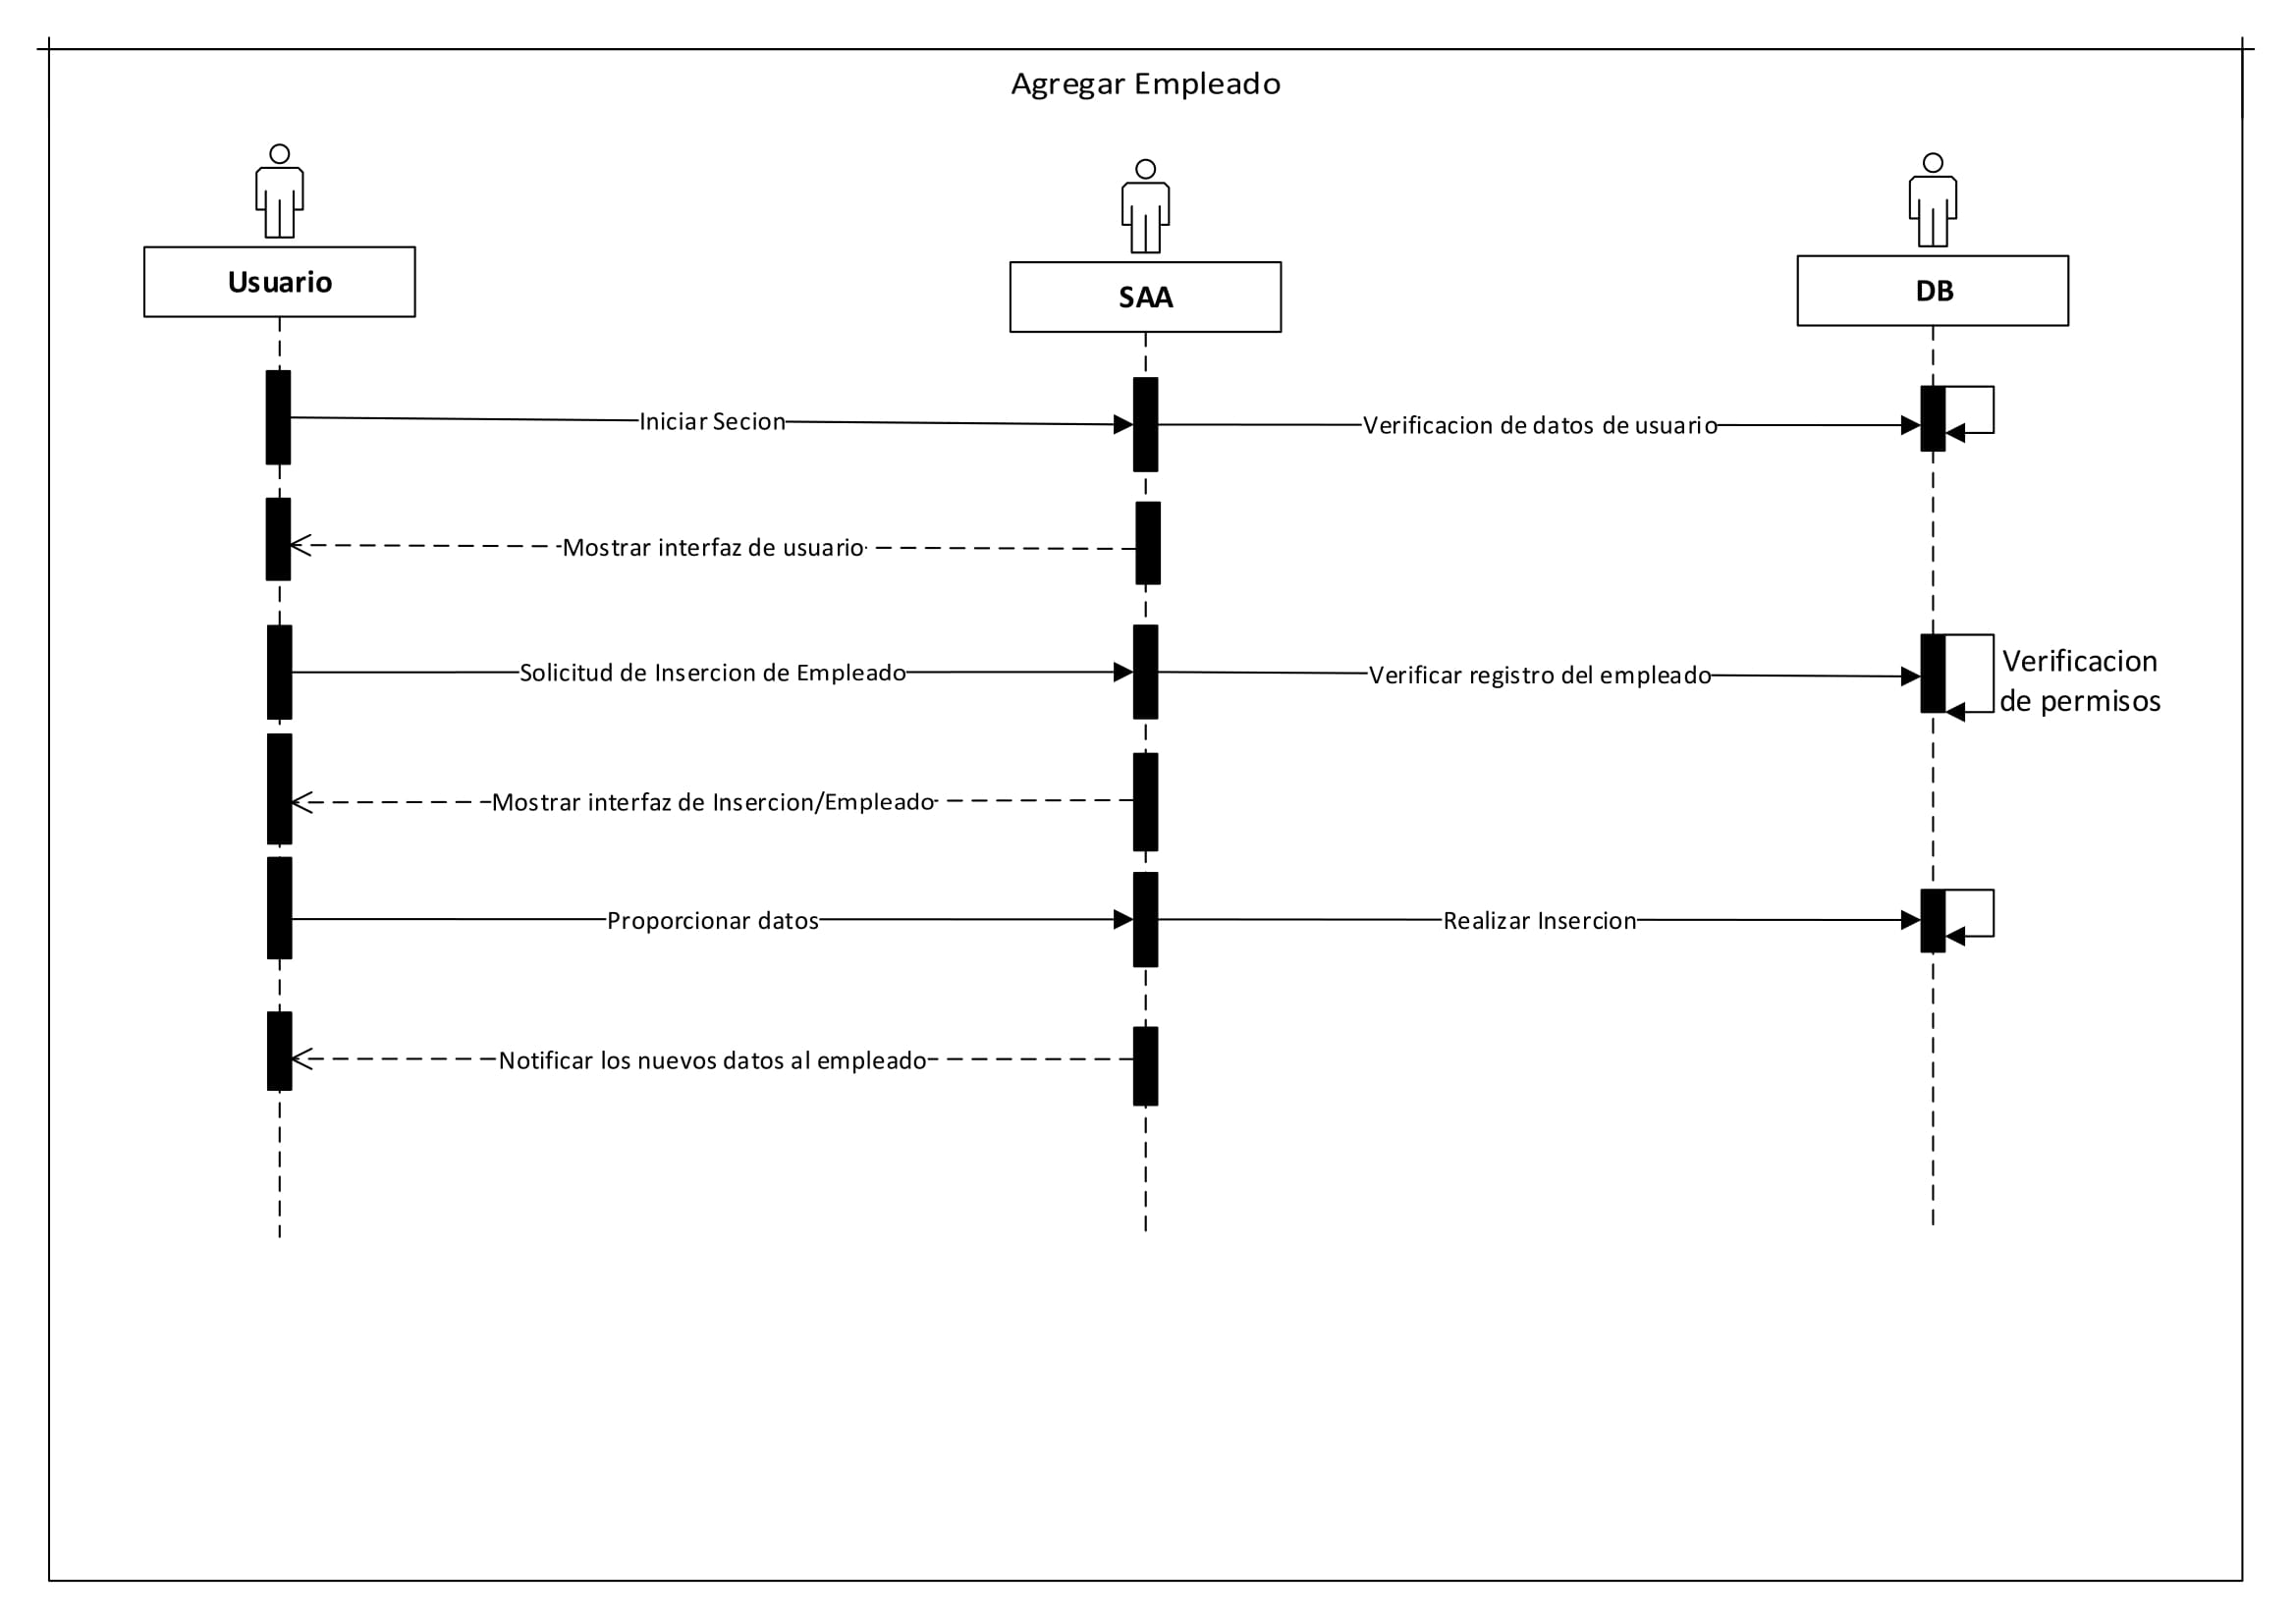 Agregar Empleado
Usuario
SAA
DB
Iniciar Secion
Verificacion de datos de usuario
Mostrar interfaz de usuario
Solicitud de Insercion de Empleado
Verificar registro del empleado
Verificacion
de permisos
Mostrar interfaz de Insercion/Empleado
Proporcionar datos
Realizar Insercion
Notificar los nuevos datos al empleado